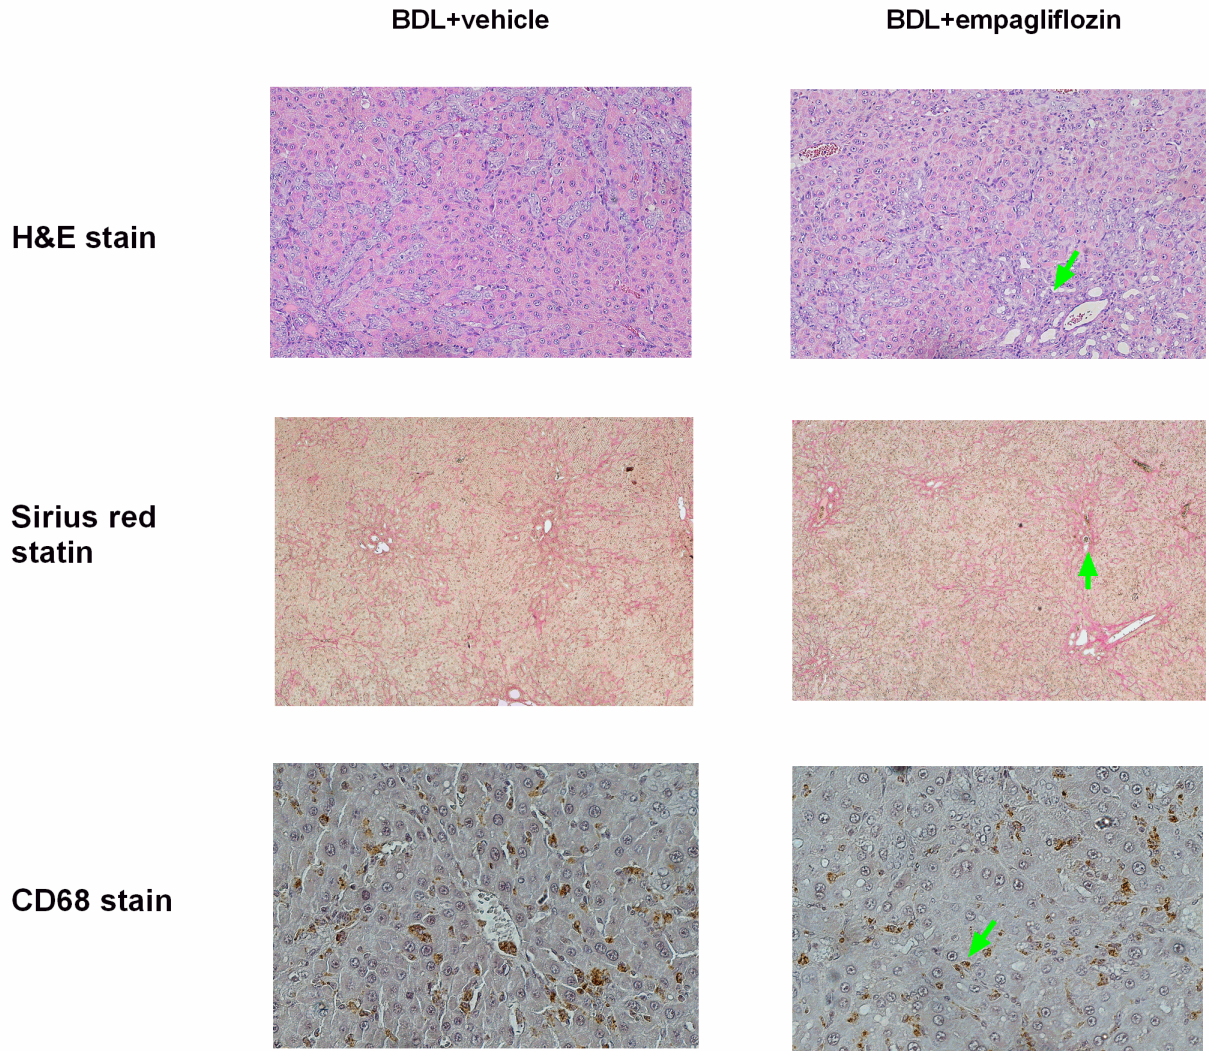 BDL+vehicle
BDL+empagliflozin
H&E stain
Sirius red
statin
CD68 stain